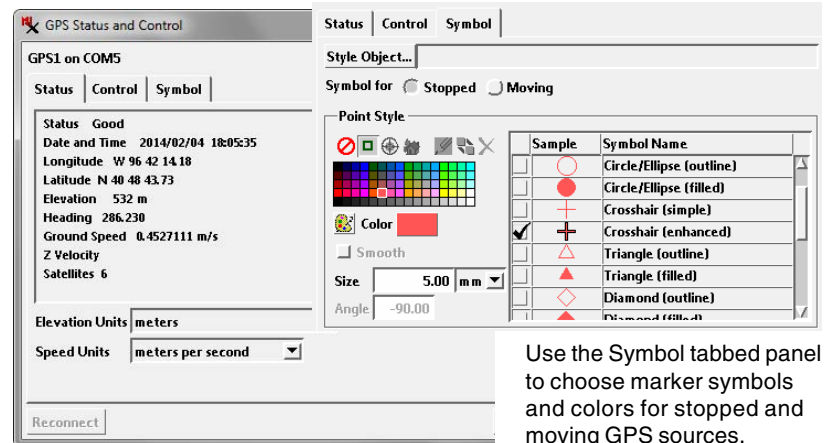 GPS Status and Control
GPS1 on COM5
Status Control Symbol
Status Good
Date and Time 2014/02/04 18:05:35
Longitude W 96 42 14.18
Latitude N 40 48 43.73
Elevation 532 m
Heading 286.230
Ground Speed 0.4527111 m/s
Z Velocity
Satellites 6
Elevation Units meters
Speed Units meters per second
Reconnect
Status Control Symbol
Style Object...
Symbol for Stopped Moving
Point Style
Color
Smooth
Size 5.00 mm
Angle -90.00
Sample Symbol Name
Circle/Ellipse (outline)
Circle/Ellipse (filled)
Crosshair (simple)
Crosshair (enhanced)
Triangle (outline)
Triangle (filled)
Diamond (outline)
Diamond (filled)
Use the Symbol tabbed panel
to choose marker symbols
and colors for stopped and
moving GPS sources.